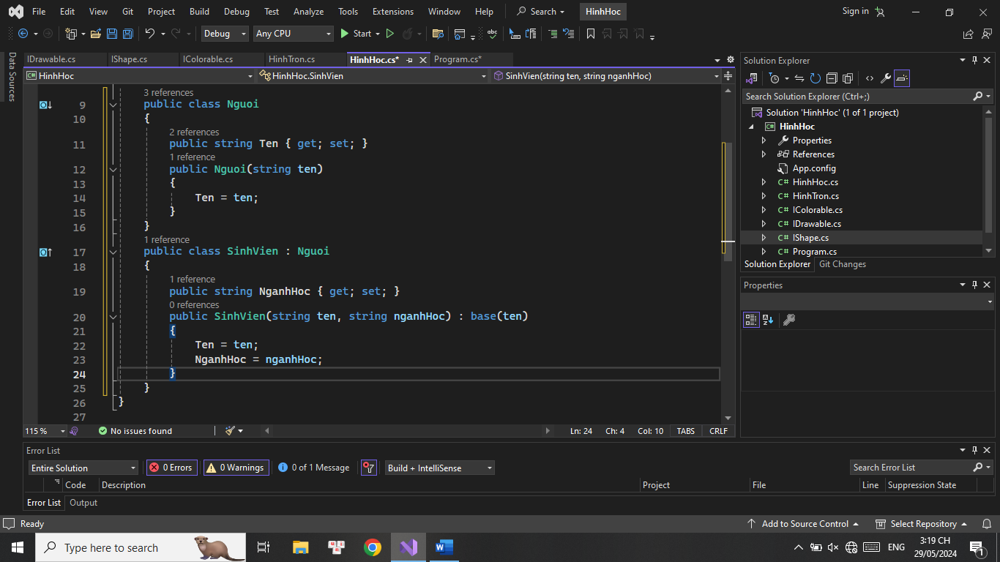 File Edit View Git Project Build Debug Test Analyze Tools Extensions Window Help Search HinhHoc Sign in
Debug Any CPU Start
Data Sources
IDrawable.cs IShape.cs IColorable.cs HinhTron.cs HinhHoc.cs* Program.cs*
HinhHoc HinhHoc.SinhVien SinhVien(string ten, string nganhHoc)
3 references
9 public class Nguoi
10 {
2 references
11 public string Ten { get; set; }
1 reference
12 public Nguoi(string ten)
13 {
14 Ten = ten;
15 }
16 }
1 reference
17 public class SinhVien : Nguoi
18 {
1 reference
19 public string NganhHoc { get; set; }
0 references
20 public SinhVien(string ten, string nganhHoc) : base(ten)
21 {
22 Ten = ten;
23 NganhHoc = nganhHoc;
24 }
25 }
26 }
27
115 % No issues found Ln: 24 Ch: 4 Col: 10 TABS CRLF
Solution Explorer
Search Solution Explorer (Ctrl+;)
Solution 'HinhHoc' (1 of 1 project)
C# HinhHoc
Properties
References
App.config
C# HinhHoc.cs
C# HinhTron.cs
C# IColorable.cs
C# IDrawable.cs
C# IShape.cs
C# Program.cs
Solution Explorer Git Changes
Properties
Error List
Entire Solution 0 Errors 0 Warnings 0 of 1 Message Build + IntelliSense Search Error List
Code Description Project File Line Suppression State
Error List Output
Ready Add to Source Control Select Repository
Type here to search ENG 3:19 CH
29/05/2024
1